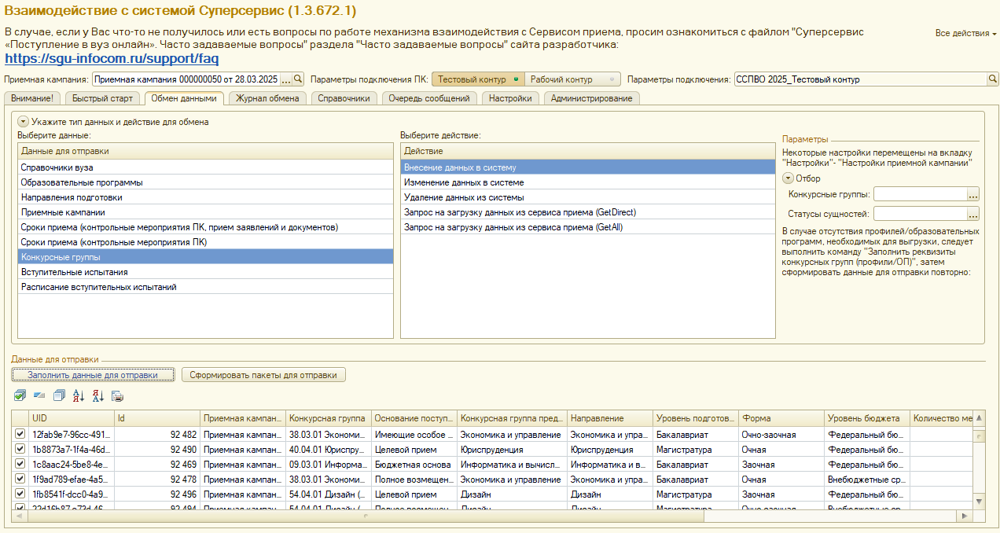 Взаимодействие с системой Суперсервис (1.3.672.1)
В случае, если у Вас что-то не получилось или есть вопросы по работе механизма взаимодействия с Сервисом приема, просим ознакомиться с файлом "Суперсервис
«Поступление в вуз онлайн». Часто задаваемые вопросы" раздела "Часто задаваемые вопросы" сайта разработчика:
https://sgu-infocom.ru/support/faq
Все действия
Приемная кампания: Приемная кампания 000000050 от 28.03.2025 ... Параметры подключения ПК: Тестовый контур Рабочий контур Параметры подключения: ССПВО 2025_Тестовый контур
Внимание! Быстрый старт Обмен данными Журнал обмена Справочники Очередь сообщений Настройки Администрирование
Укажите тип данных и действие для обмена
Выберите данные:
Данные для отправки
Справочники вуза
Образовательные программы
Направления подготовки
Приемные кампании
Сроки приема (контрольные мероприятия ПК, прием заявлений и документов)
Сроки приема (контрольные мероприятия ПК)
Конкурсные группы
Вступительные испытания
Расписание вступительных испытаний
Выберите действие:
Действие
Внесение данных в систему
Изменение данных в системе
Удаление данных из системы
Запрос на загрузку данных из сервиса приема (GetDirect)
Запрос на загрузку данных из сервиса приема (GetAll)
Параметры
Некоторые настройки перемещены на вкладку
"Настройки"- "Настройки приемной кампании"
Отбор
Конкурсные группы: ...
Статусы сущностей: ...
В случае отсутствия профилей/образовательных
программ, необходимых для выгрузки, следует
выполнить команду "Заполнить реквизиты
конкурсных групп (профили/ОП)", затем
сформировать данные для отправки повторно:
Данные для отправки
Заполнить данные для отправки Сформировать пакеты для отправки
UID Id Приемная кампан... Конкурсная группа Основание поступ... Конкурсная группа пред... Направление Уровень подготов... Форма Уровень бюджета Количество ме
12fab9e7-96cc-491... 92 482 Приемная кампан... 38.03.01 Экономи... Имеющие особое ... Экономика и управление Экономика и упра... Бакалавриат Очно-заочная Федеральный бю...
1b8873a7-1f4a-46d... 92 490 Приемная кампан... 40.04.01 Юриспру... Целевой прием Юриспруденция Юриспруденция Магистратура Очная Федеральный бю...
1c8aac24-5be8-4e... 92 469 Приемная кампан... 09.03.01 Информа... Бюджетная основа Информатика и вычисл... Информатика и в... Бакалавриат Заочная Федеральный бю...
1f9ad789-efae-4a5... 92 478 Приемная кампан... 38.03.01 Экономи... Полное возмещен... Экономика и управление Экономика и упра... Бакалавриат Очная Внебюджетные ср...
1fb8541f-dcc0-4a9... 92 496 Приемная кампан... 54.04.01 Дизайн (... Целевой прием Дизайн Дизайн Магистратура Заочная Федеральный бю...
92 494 Приемная кампан... 54.04.01 Дизайн (... Полное возмещен... Дизайн Дизайн Магистратура Очно-заочная Внебюджетные ср...